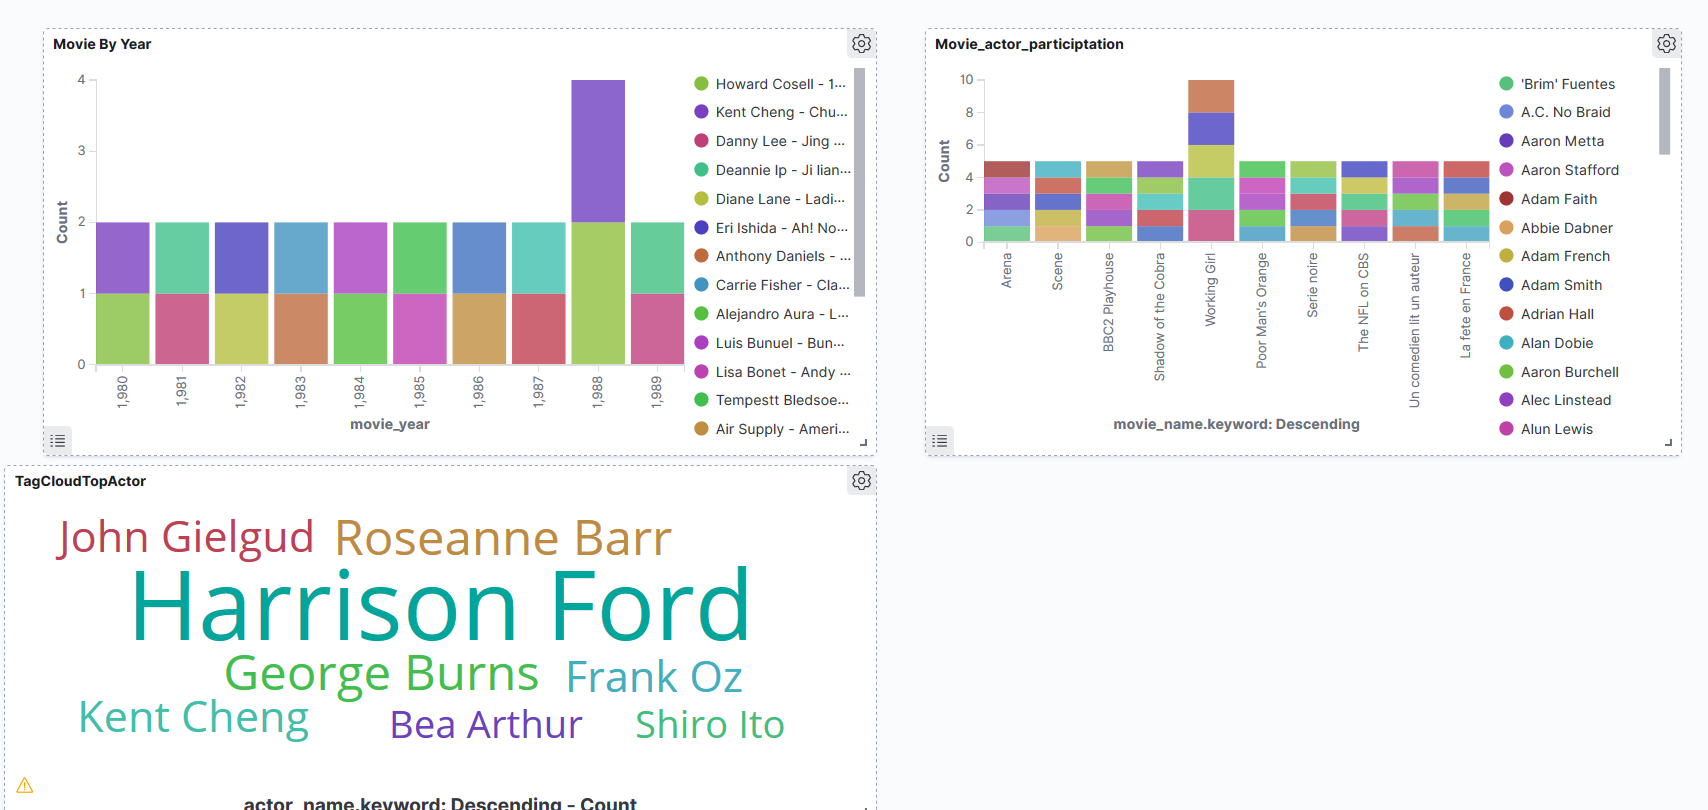 Movie By Year
4
3
2
1
0
Count
1,980
1,981
1,982
1,983
1,984
1,985
1,986
1,987
1,988
1,989
movie_year
Howard Cosell - 1...
Kent Cheng - Chu...
Danny Lee - Jing ...
Deannie Ip - Ji lian...
Diane Lane - Ladi...
Eri Ishida - Ah! No...
Anthony Daniels - ...
Carrie Fisher - Cla...
Alejandro Aura - L...
Luis Bunuel - Bun...
Lisa Bonet - Andy ...
Tempestt Bledsoe...
Air Supply - Ameri...
Movie_actor_participtation
10
8
6
4
2
0
Count
Arena
Scene
BBC2 Playhouse
Shadow of the Cobra
Working Girl
Poor Man's Orange
Serie noire
The NFL on CBS
Un comedien lit un auteur
La fete en France
movie_name.keyword: Descending
'Brim' Fuentes
A.C. No Braid
Aaron Metta
Aaron Stafford
Adam Faith
Abbie Dabner
Adam French
Adam Smith
Adrian Hall
Alan Dobie
Aaron Burchell
Alec Linstead
Alun Lewis
TagCloudTopActor
John Gielgud Roseanne Barr
Harrison Ford
George Burns Frank Oz
Kent Cheng Bea Arthur Shiro Ito
actor_name.keyword: Descending - Count